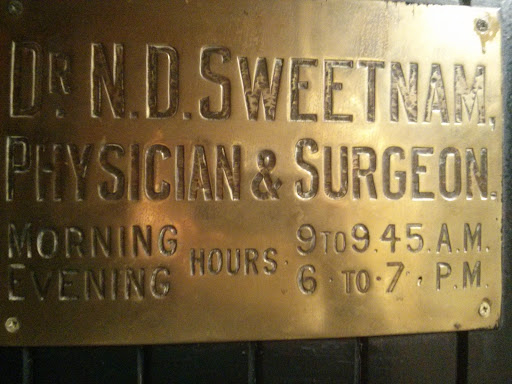 DR N.D. SWEETNAM,
PHYSICIAN & SURGEON.
MORNING HOURS· 9 TO 9.45. A.M.
EVENING 6 · TO · 7 · P.M.